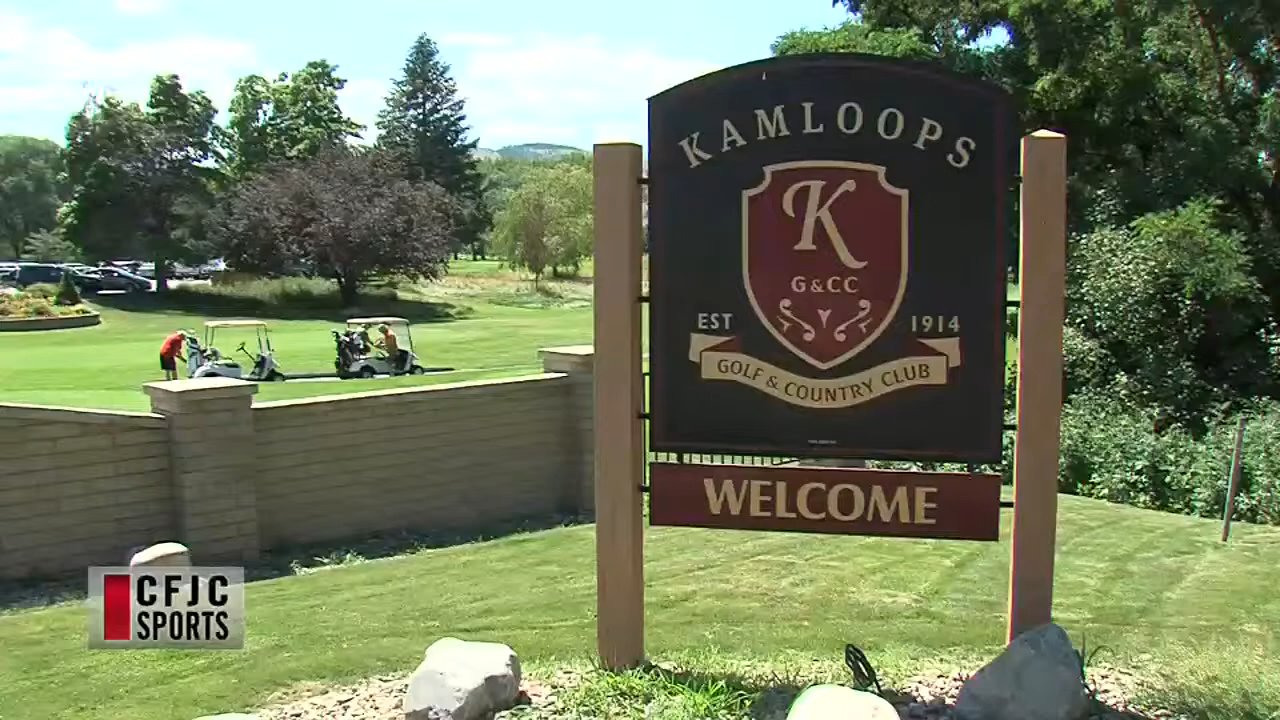 KAMLOOPS
K
G&CC
EST 1914
GOLF & COUNTRY CLUB
WELCOME
CFJC
SPORTS